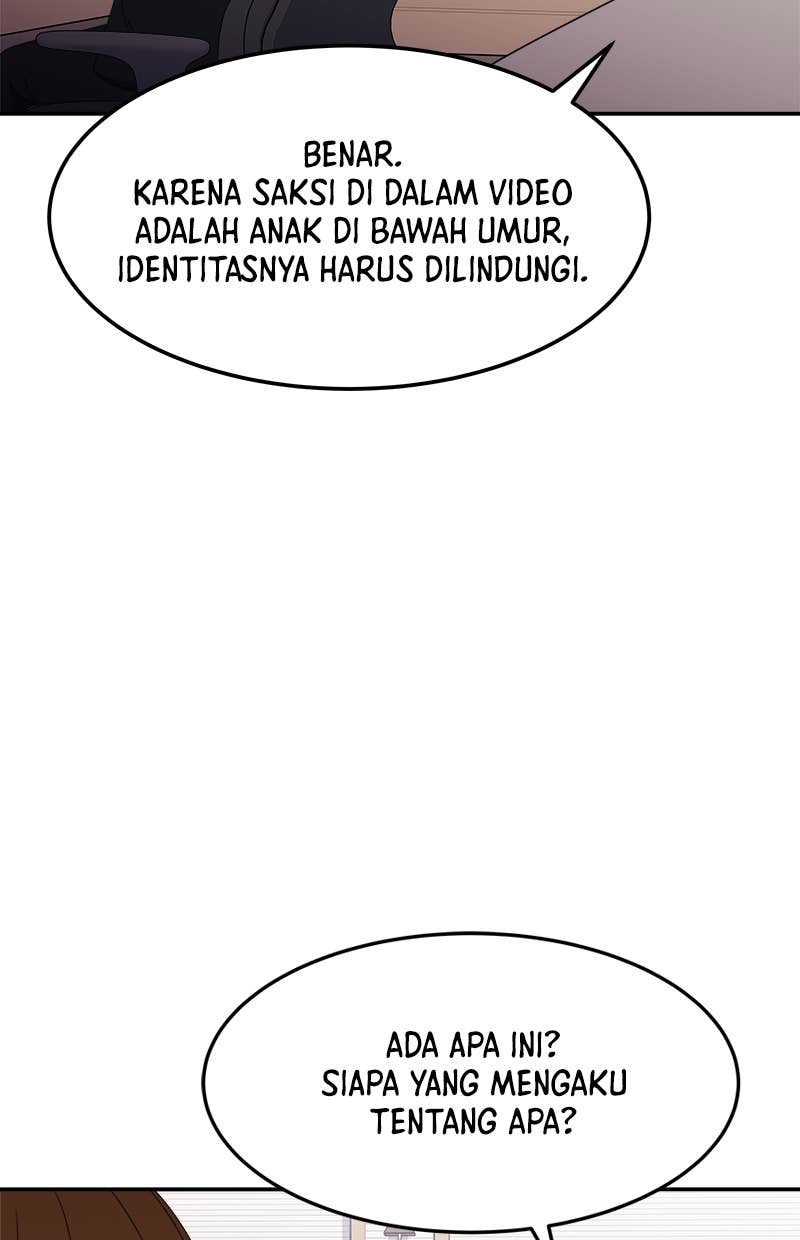 BENAR.
KARENA SAKSI DI DALAM VIDEO
ADALAH ANAK DI BAWAH UMUR,
IDENTITASNYA HARUS DILINDUNGI.
ADA APA INI?
SIAPA YANG MENGAKU
TENTANG APA?